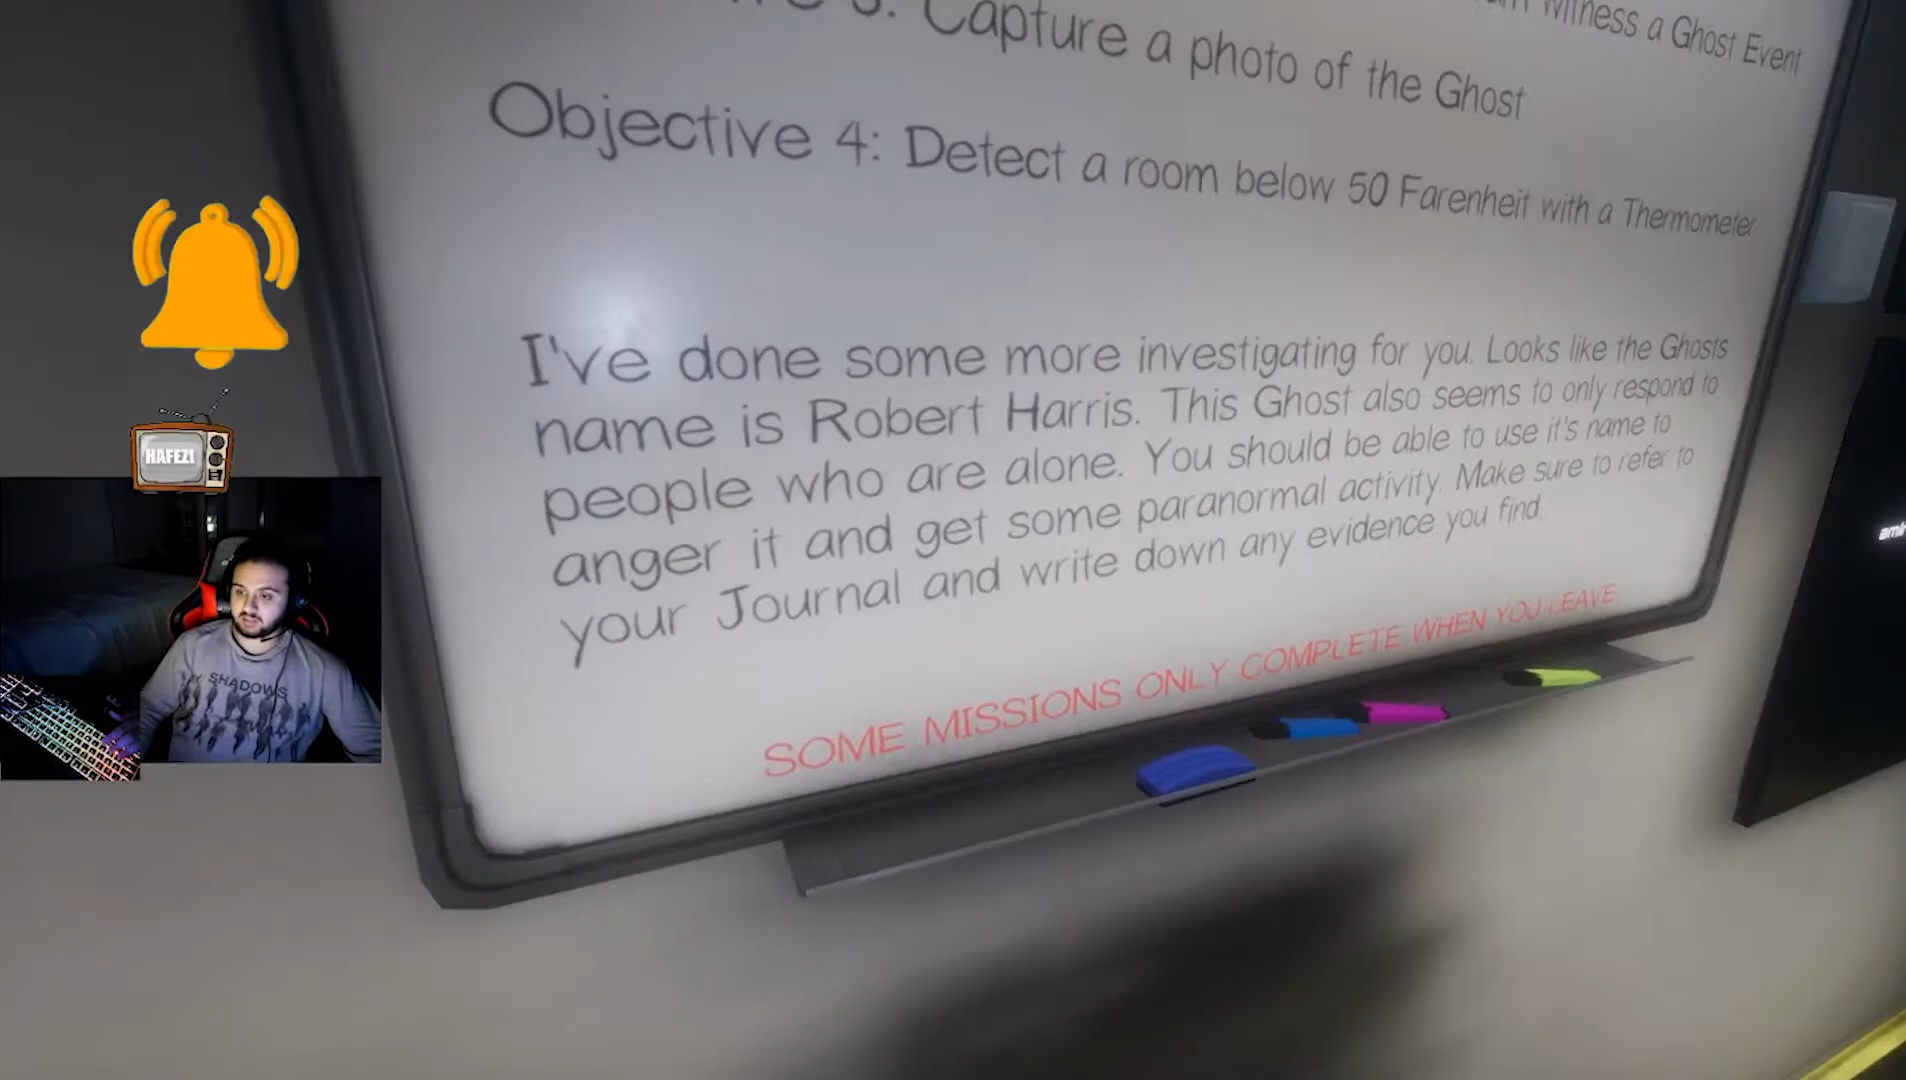 Witness a Ghost Event
3: Capture a photo of the Ghost
Objective 4: Detect a room below 50 Farenheit with a Thermometer
I've done some more investigating for you. Looks like the Ghosts
name is Robert Harris. This Ghost also seems to only respond to
people who are alone. You should be able to use it's name to
anger it and get some paranormal activity. Make sure to refer to
your Journal and write down any evidence you find.
SOME MISSIONS ONLY COMPLETE WHEN YOU LEAVE
HAFEZI
SHADOWS